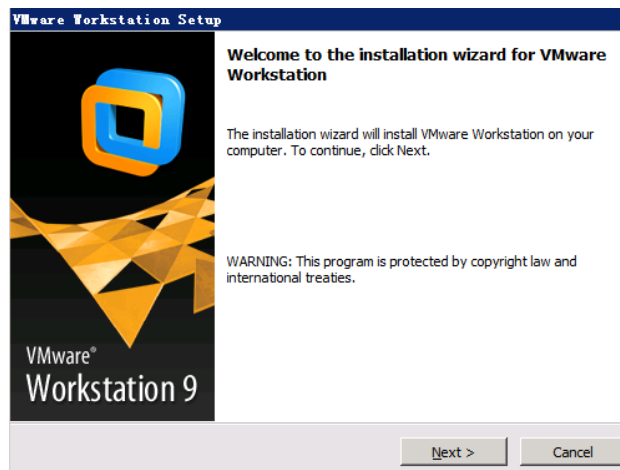 VMware Workstation Setup
Welcome to the installation wizard for VMware
Workstation
The installation wizard will install VMware Workstation on your
computer. To continue, click Next.
WARNING: This program is protected by copyright law and
international treaties.
VMware®
Workstation 9
Next >
Cancel